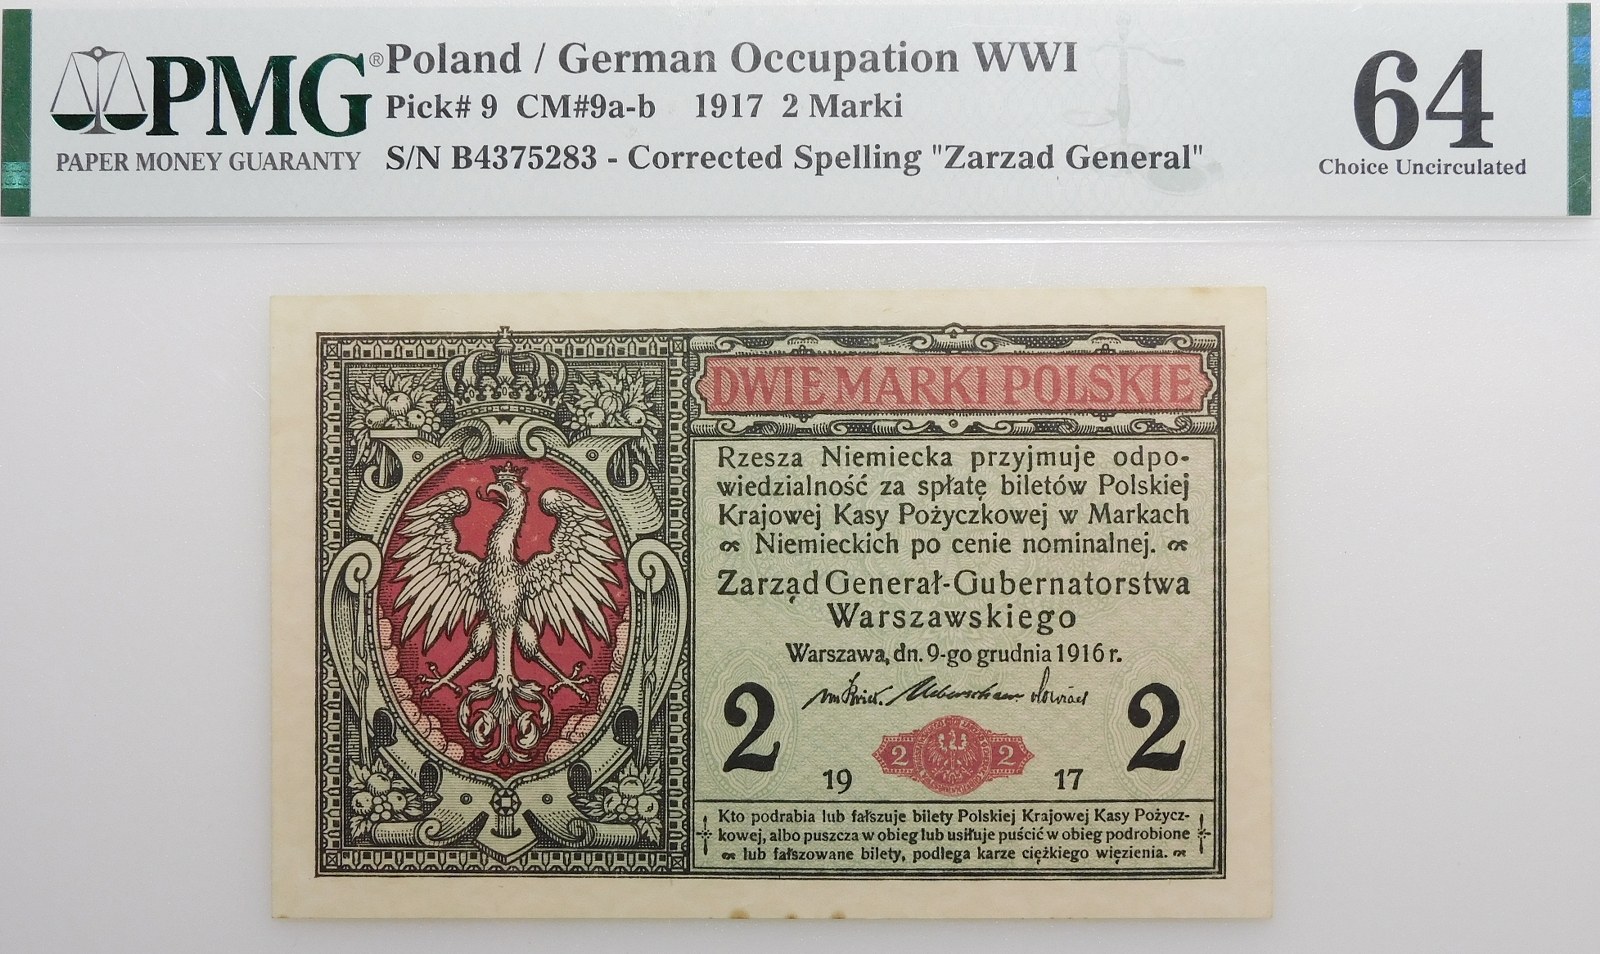 PMG®
PAPER MONEY GUARANTY
Poland / German Occupation WWI
Pick# 9 CM#9a-b 1917 2 Marki
S/N B4375283 - Corrected Spelling "Zarzad General"
64
Choice Uncirculated
DWIE MARKI POLSKIE
Rzesza Niemiecka przyjmuje odpo-
wiedzialność za spłatę biletów Polskiej
Krajowej Kasy Pożyczkowej w Markach
Niemieckich po cenie nominalnej.
Zarząd Generał-Gubernatorstwa
Warszawskiego
Warszawa, dn. 9-go grudnia 1916 r.
2 2
2 2
19 17
Kto podrabia lub fałszuje bilety Polskiej Krajowej Kasy Pożycz-
kowej, albo puszcza w obieg lub usiłuje puścić w obieg podrobione
lub fałszowane bilety, podlega karze ciężkiego więzienia.